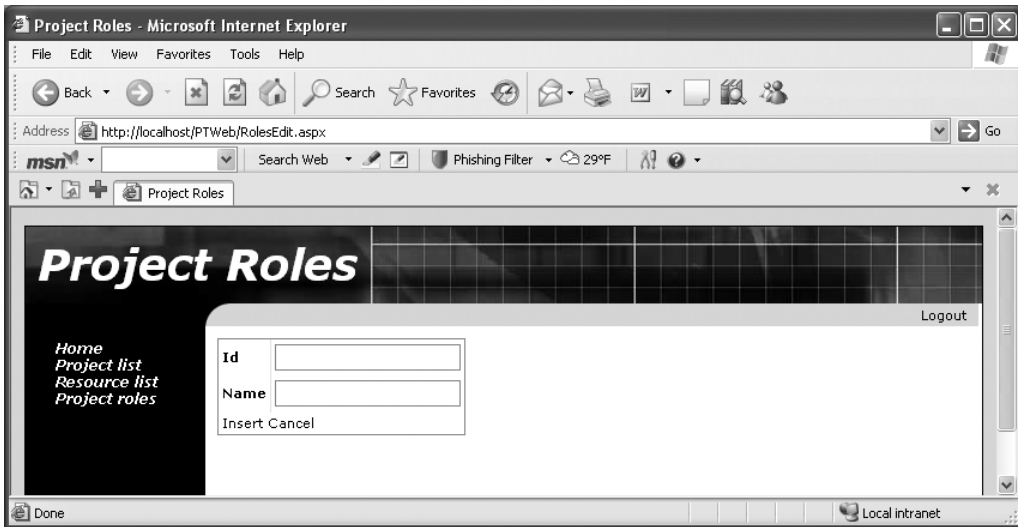 Project Roles - Microsoft Internet Explorer
File Edit View Favorites Tools Help
Back Search Favorites W
Address http://localhost/PTWeb/RolesEdit.aspx Go
msn Search Web Phishing Filter 29°F
Project Roles
Project Roles
Logout
Home
Project list
Resource list
Project roles
Id
Name
Insert Cancel
Done Local intranet